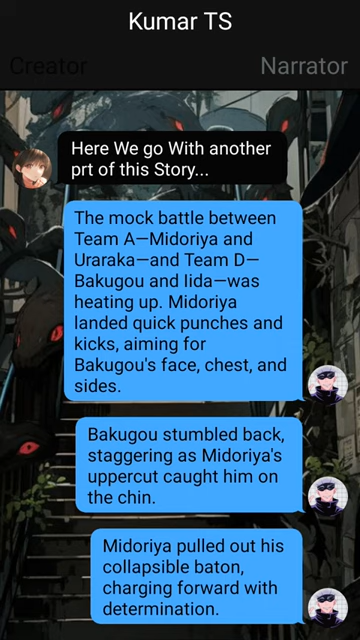 Kumar TS
Creator
Narrator
Here We go With another
prt of this Story...
The mock battle between
Team A—Midoriya and
Uraraka—and Team D—
Bakugou and Iida—was
heating up. Midoriya
landed quick punches and
kicks, aiming for
Bakugou's face, chest, and
sides.
Bakugou stumbled back,
staggering as Midoriya's
uppercut caught him on
the chin.
Midoriya pulled out his
collapsible baton,
charging forward with
determination.